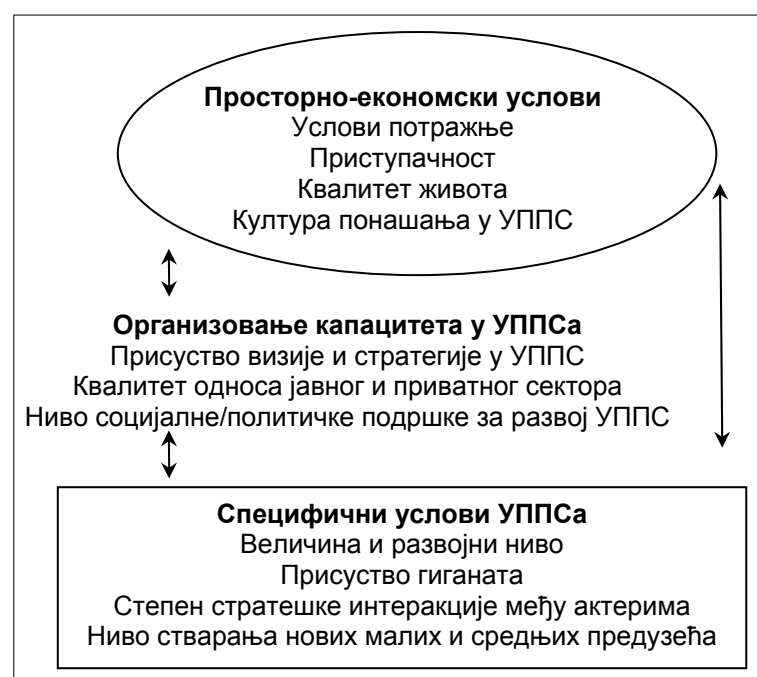 Просторно-економски услови
Услови потражње
Приступачност
Квалитет живота
Култура понашања у УППС
Организовање капацитета у УППСа
Присуство визије и стратегије у УППС
Квалитет односа јавног и приватног сектора
Ниво социјалне/политичке подршке за развој УППС
Специфични услови УППСа
Величина и развојни ниво
Присуство гиганата
Степен стратешке интеракције међу актерима
Ниво стварања нових малих и средњих предузећа